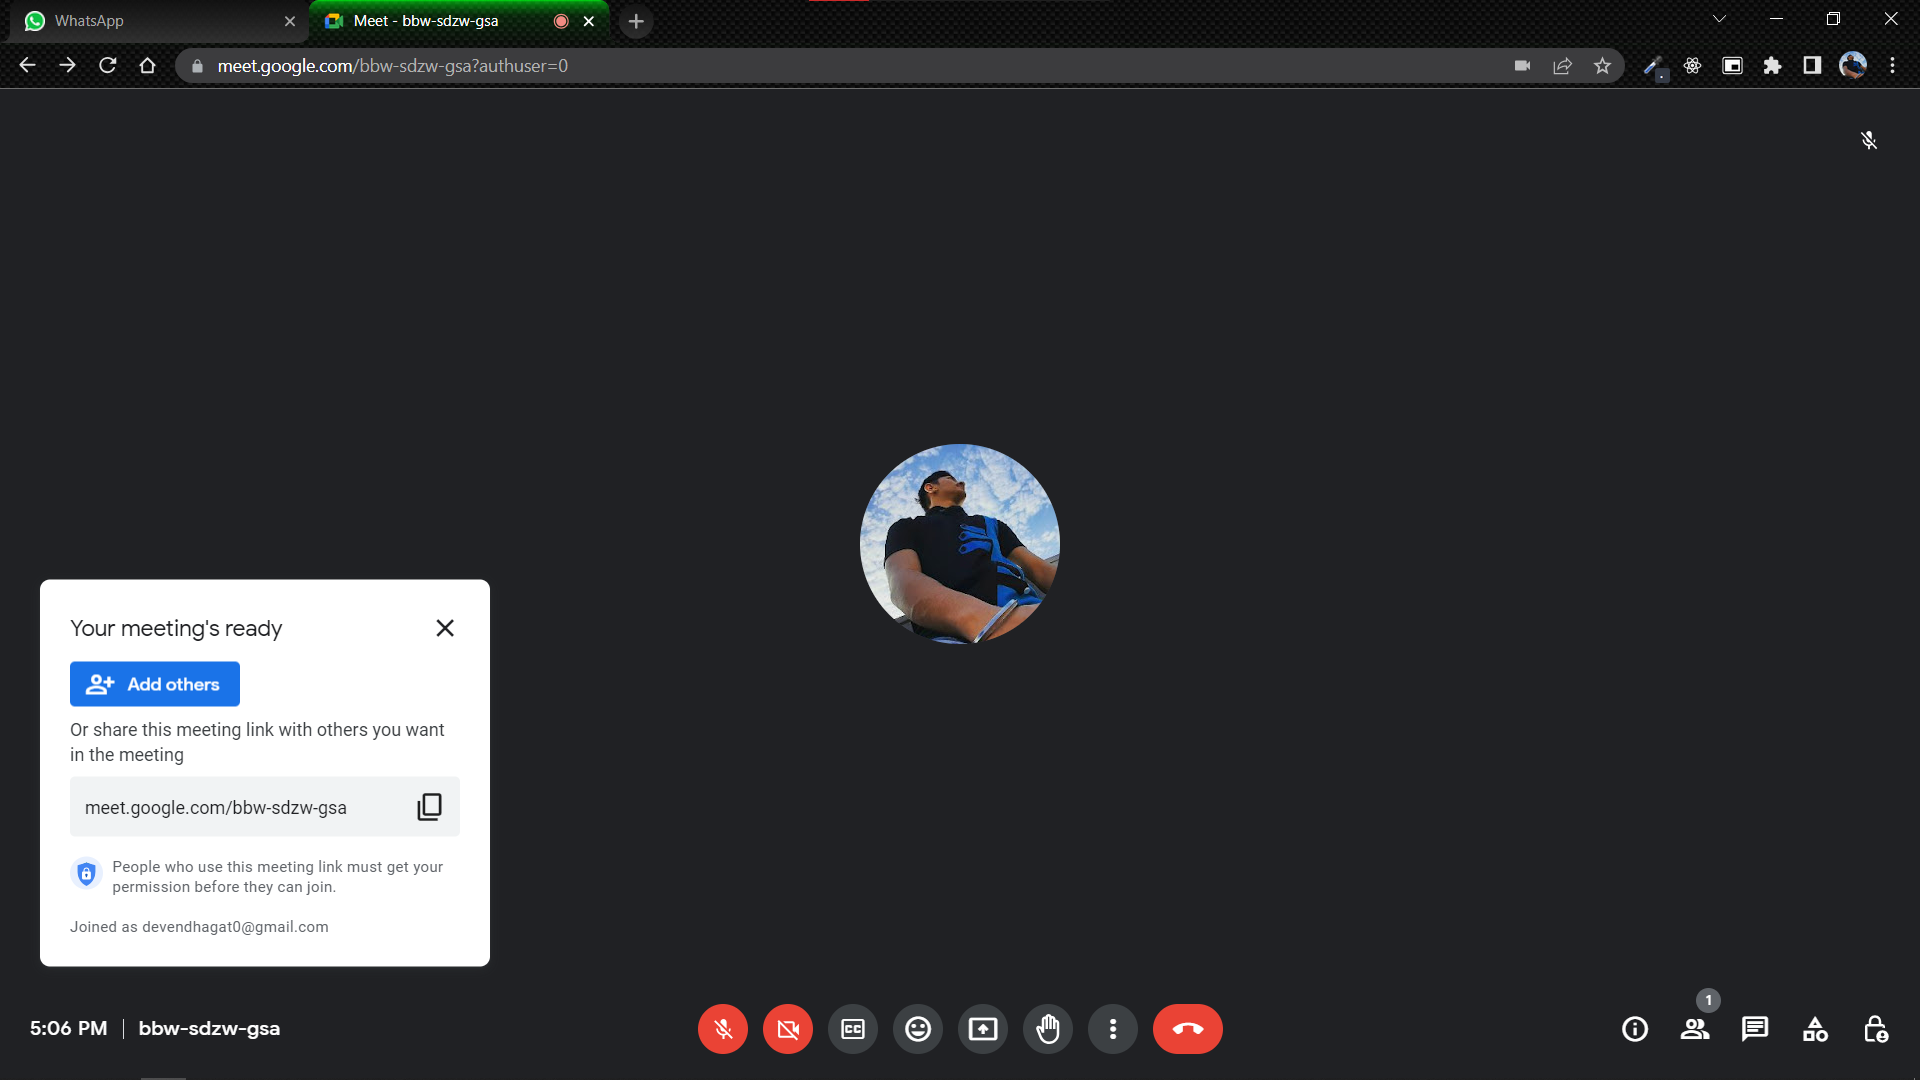 WhatsApp
Meet - bbw-sdzw-gsa
meet.google.com/bbw-sdzw-gsa?authuser=0
Your meeting's ready
Add others
Or share this meeting link with others you want
in the meeting
meet.google.com/bbw-sdzw-gsa
People who use this meeting link must get your
permission before they can join.
Joined as devendhagat0@gmail.com
5:06 PM
bbw-sdzw-gsa
CC
1